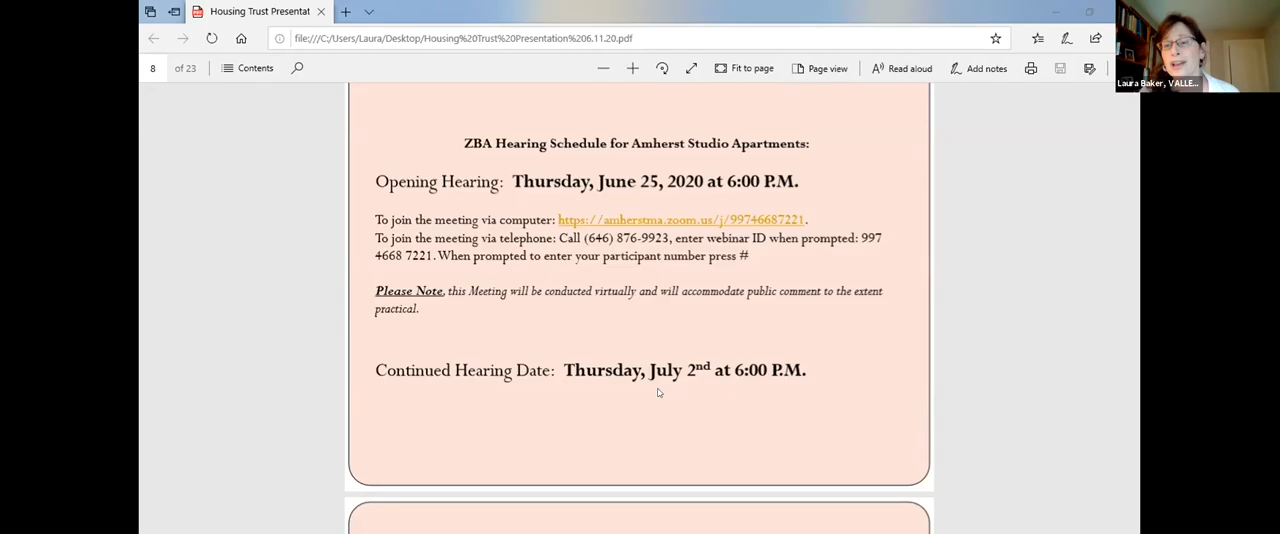 Housing Trust Presentat
file:///C:/Users/Laura/Desktop/Housing%20Trust%20Presentation%206.11.20.pdf
8 of 23 Contents Fit to page Page view Read aloud Add notes
Laura Baker, VALLE...
ZBA Hearing Schedule for Amherst Studio Apartments:
Opening Hearing: Thursday, June 25, 2020 at 6:00 P.M.
To join the meeting via computer: https://amherstma.zoom.us/j/99746687221.
To join the meeting via telephone: Call (646) 876-9923, enter webinar ID when prompted: 997
4668 7221. When prompted to enter your participant number press #
Please Note, this Meeting will be conducted virtually and will accommodate public comment to the extent
practical.
Continued Hearing Date: Thursday, July 2nd at 6:00 P.M.